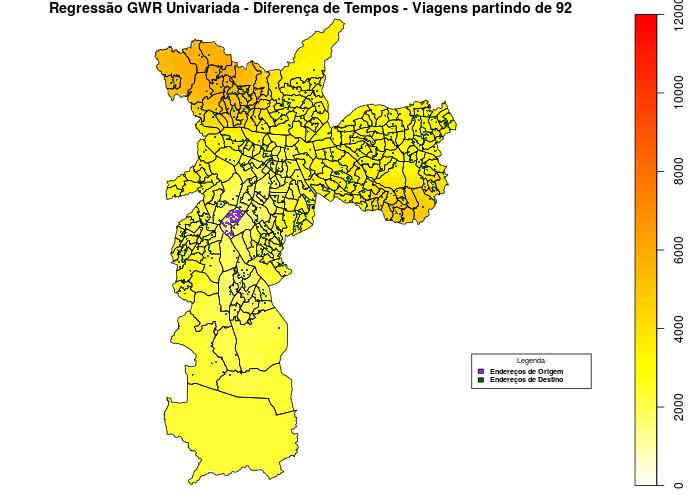 Regressão GWR Univariada - Diferença de Tempos - Viagens partindo de 92
12000
10000
8000
6000
4000
2000
0
Legenda
Endereços de Origem
Endereços de Destino